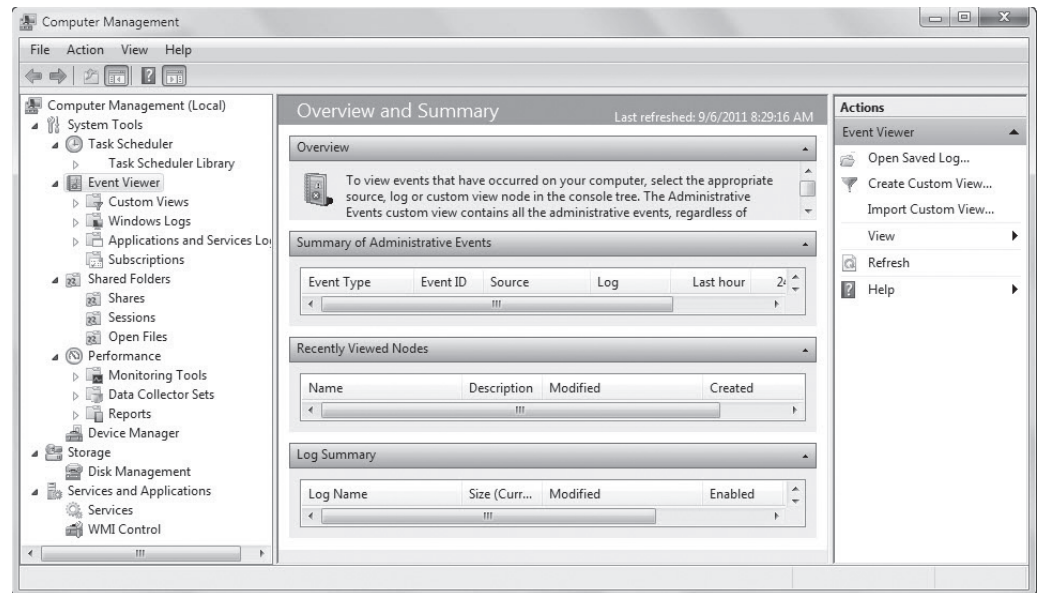 Computer Management
File Action View Help
Computer Management (Local)
System Tools
Task Scheduler
Task Scheduler Library
Event Viewer
Custom Views
Windows Logs
Applications and Services Lo
Subscriptions
Shared Folders
Shares
Sessions
Open Files
Performance
Monitoring Tools
Data Collector Sets
Reports
Device Manager
Storage
Disk Management
Services and Applications
Services
WMI Control
Overview and Summary Last refreshed: 9/6/2011 8:29:16 AM
Overview
To view events that have occurred on your computer, select the appropriate
source, log or custom view node in the console tree. The Administrative
Events custom view contains all the administrative events, regardless of
Summary of Administrative Events
Event Type Event ID Source Log Last hour 24
Recently Viewed Nodes
Name Description Modified Created
Log Summary
Log Name Size (Curr... Modified Enabled
Actions
Event Viewer
Open Saved Log...
Create Custom View...
Import Custom View...
View
Refresh
Help